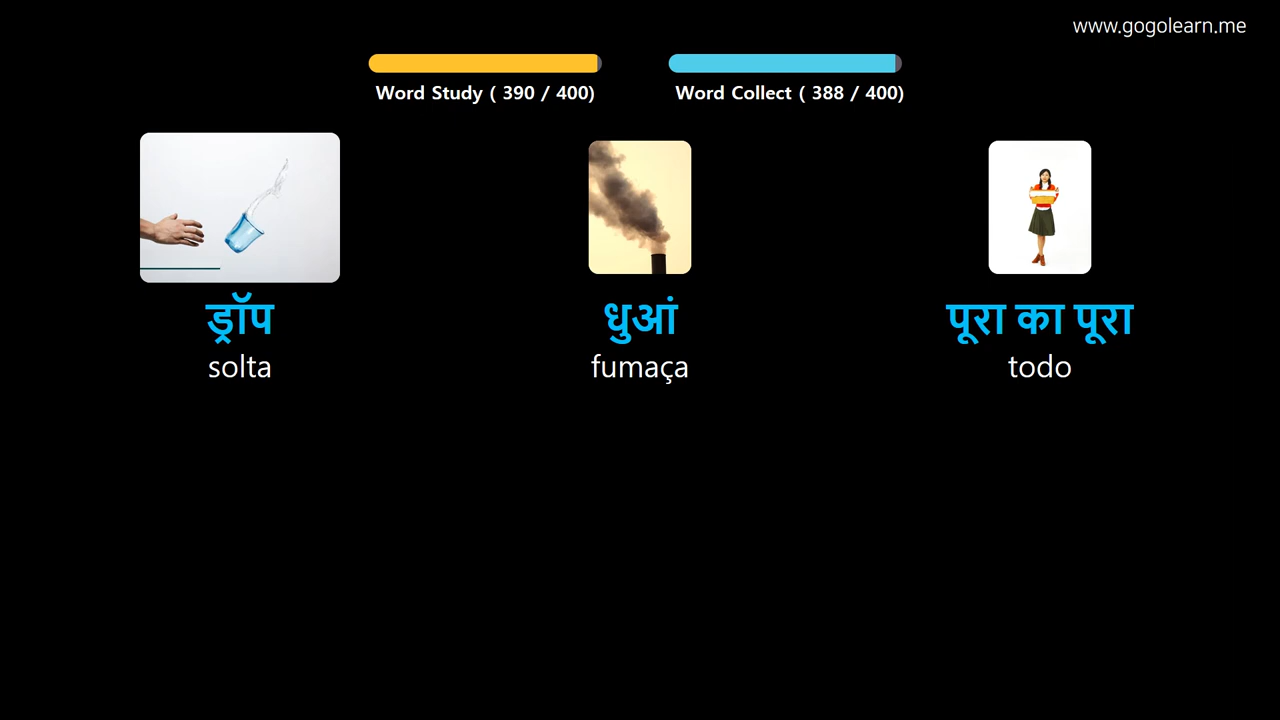 www.gogolearn.me
Word Study ( 390 / 400)
Word Collect ( 388 / 400)
ड्रॉप
धुआं
पूरा का पूरा
solta
fumaça
todo